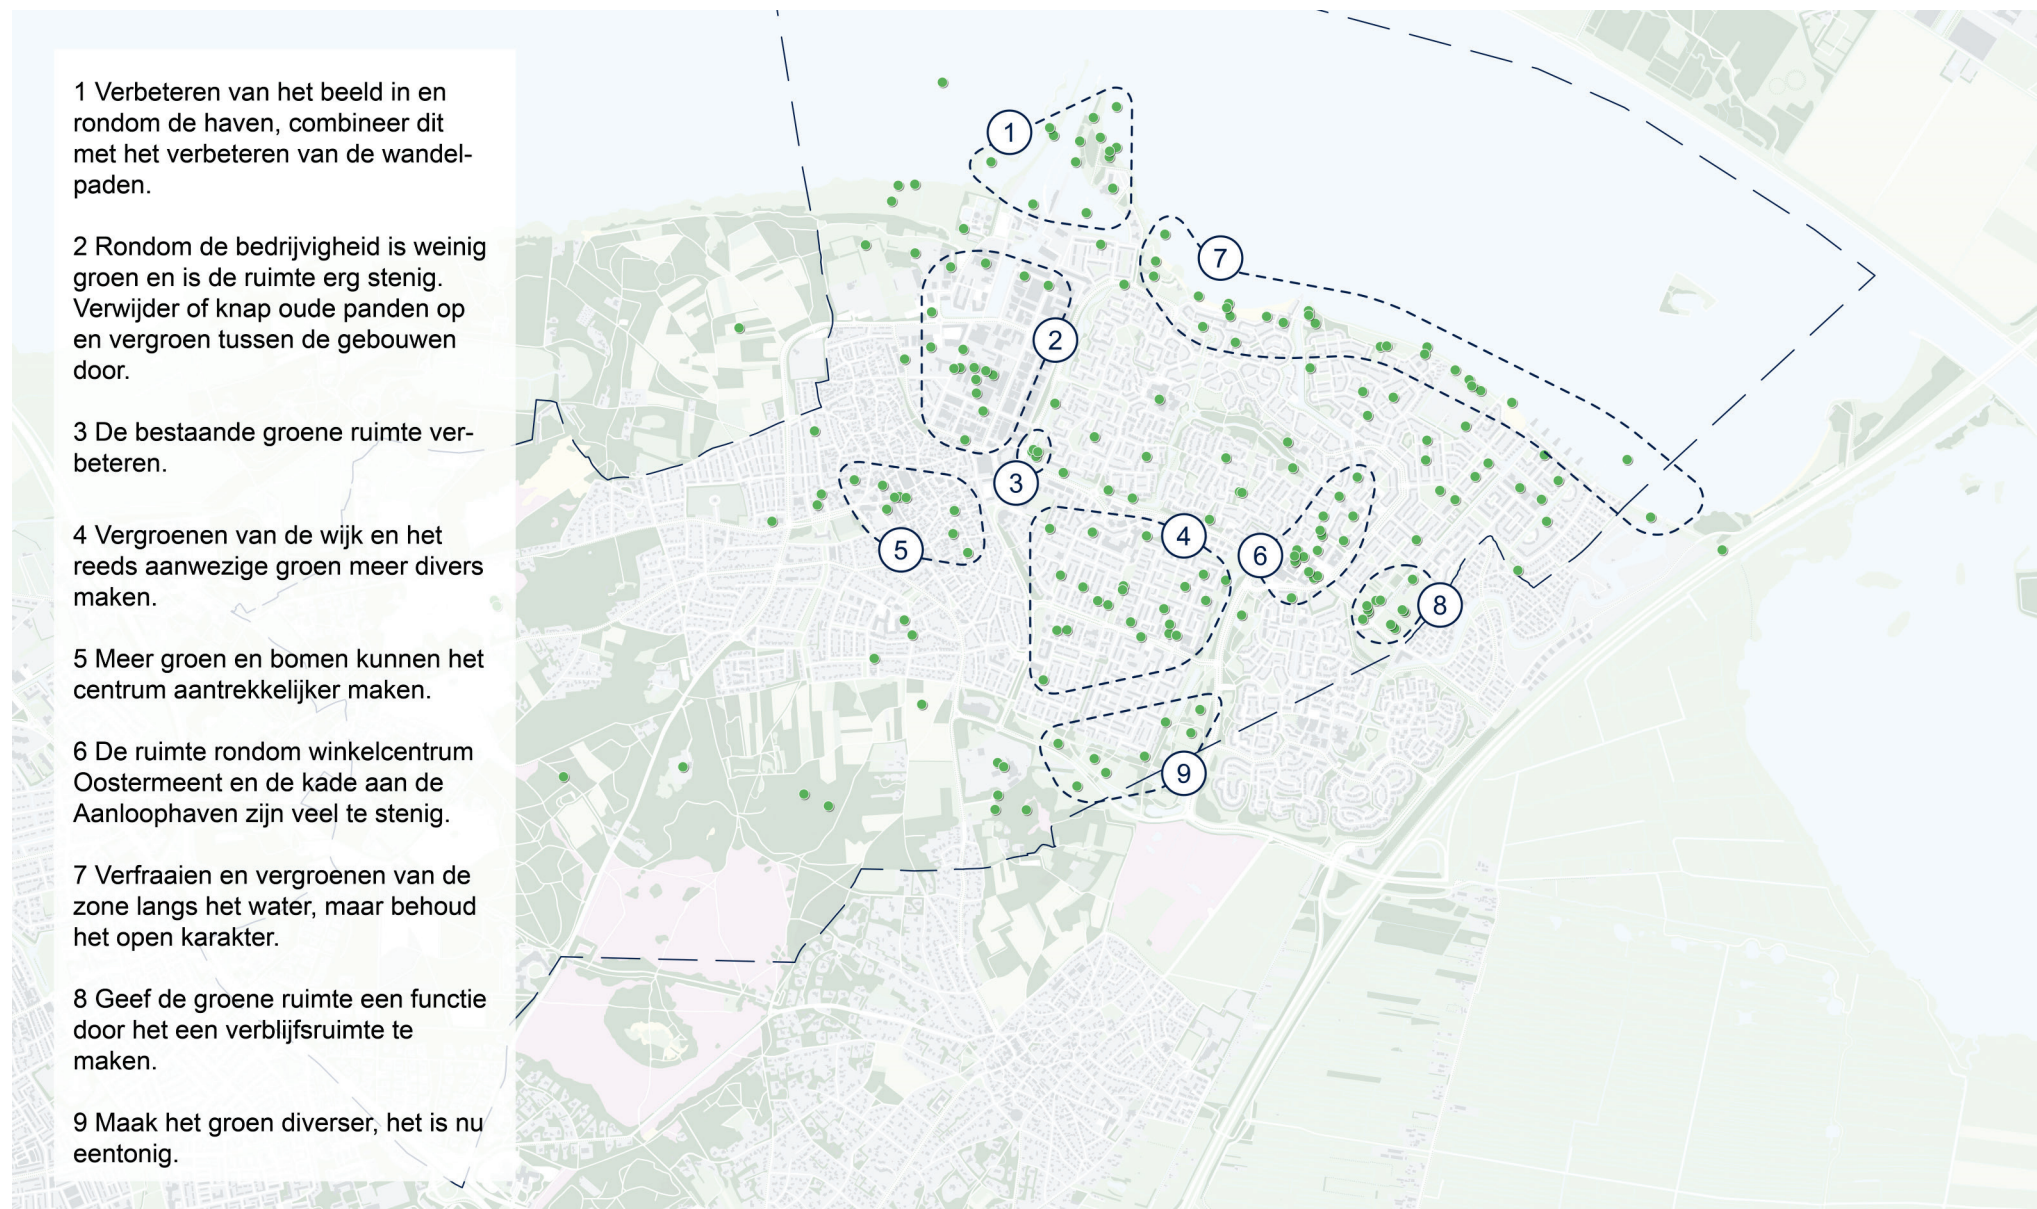 1 Verbeteren van het beeld in en
rondom de haven, combineer dit
met het verbeteren van de wandel-
paden.
2 Rondom de bedrijvigheid is weinig
groen en is de ruimte erg stenig.
Verwijder of knap oude panden op
en vergroen tussen de gebouwen
door.
3 De bestaande groene ruimte ver-
beteren.
4 Vergroenen van de wijk en het
reeds aanwezige groen meer divers
maken.
5 Meer groen en bomen kunnen het
centrum aantrekkelijker maken.
6 De ruimte rondom winkelcentrum
Oostermeent en de kade aan de
Aanloophaven zijn veel te stenig.
7 Verfraaien en vergroenen van de
zone langs het water, maar behoud
het open karakter.
8 Geef de groene ruimte een functie
door het een verblijfsruimte te
maken.
9 Maak het groen diverser, het is nu
eentonig.
1
7
2
3
4
5
6
8
9